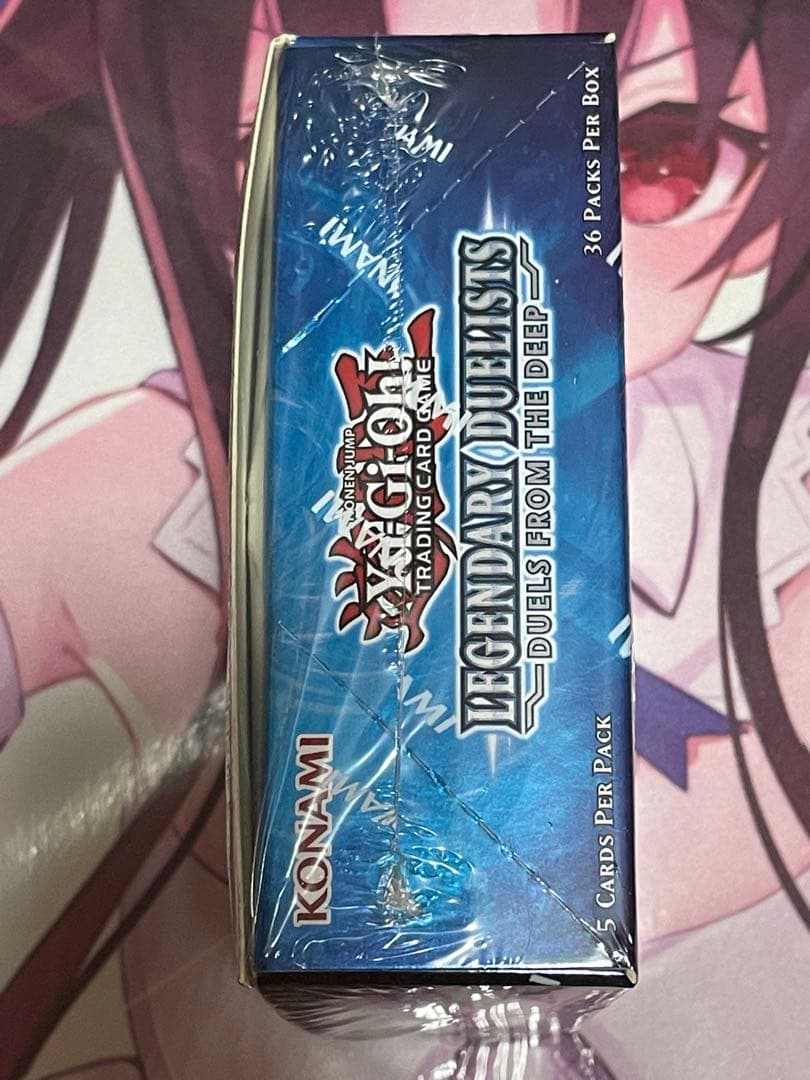 36 PACKS PER BOX
SHONEN JUMP
Yu-Gi-Oh!
TRADING CARD GAME
LEGENDARY DUELISTS
DUELS FROM THE DEEP
KONAMI
5 CARDS PER PACK